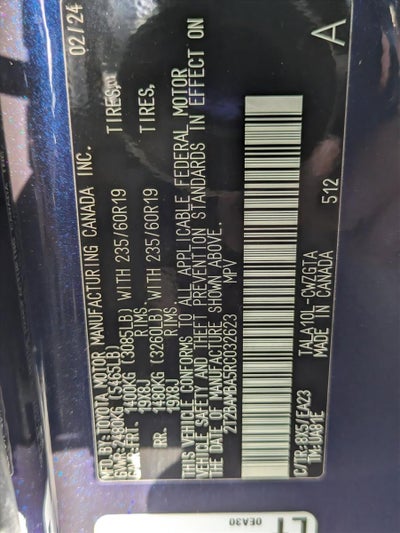 MFD. BY: TOYOTA MOTOR MANUFACTURING CANADA INC. 02/24
GVWR: 2480KG (5465LB)
GAWR: FRT. 1400KG (3085LB) WITH 235/60R19 TIRES,
19X8J RIMS
RR. 1480KG (3260LB) WITH 235/60R19 TIRES,
19X8J RIMS
THIS VEHICLE CONFORMS TO ALL APPLICABLE FEDERAL MOTOR
VEHICLE SAFETY AND THEFT PREVENTION STANDARDS IN EFFECT ON
THE DATE OF MANUFACTURE SHOWN ABOVE.
2T2BAMBA5RC032623 MPV
C/TR: 8X5/EA23 TALA10L-CWZGTA A
TM: UA81E MADE IN CANADA 512
0EA30